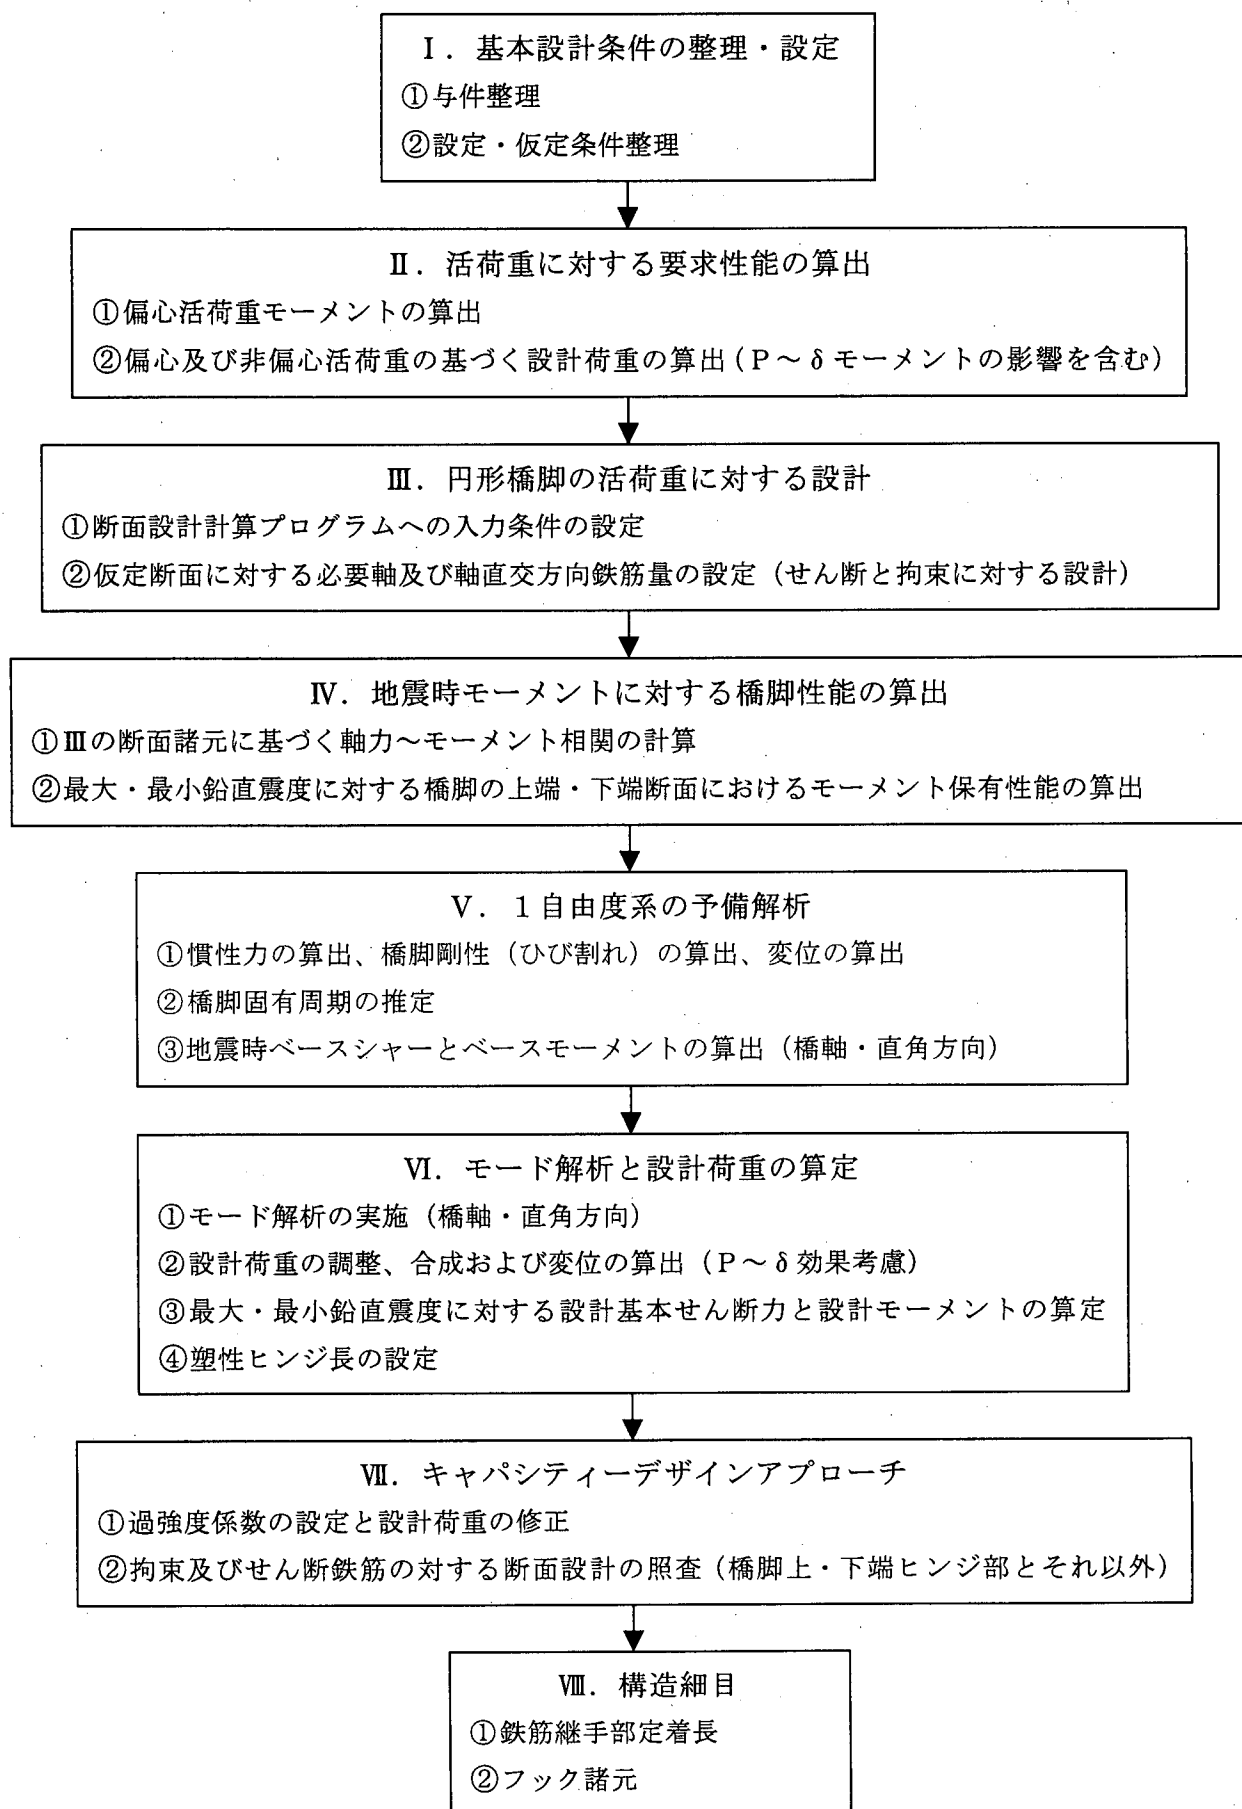 Ⅰ．基本設計条件の整理・設定
①与件整理
②設定・仮定条件整理
Ⅱ．活荷重に対する要求性能の算出
①偏心活荷重モーメントの算出
②偏心及び非偏心活荷重の基づく設計荷重の算出（Ｐ～δモーメントの影響を含む）
Ⅲ．円形橋脚の活荷重に対する設計
①断面設計計算プログラムへの入力条件の設定
②仮定断面に対する必要軸及び軸直交方向鉄筋量の設定（せん断と拘束に対する設計）
Ⅳ．地震時モーメントに対する橋脚性能の算出
①Ⅲの断面諸元に基づく軸力～モーメント相関の計算
②最大・最小鉛直震度に対する橋脚の上端・下端断面におけるモーメント保有性能の算出
Ⅴ．１自由度系の予備解析
①慣性力の算出、橋脚剛性（ひび割れ）の算出、変位の算出
②橋脚固有周期の推定
③地震時ベースシャーとベースモーメントの算出（橋軸・直角方向）
Ⅵ．モード解析と設計荷重の算定
①モード解析の実施（橋軸・直角方向）
②設計荷重の調整、合成および変位の算出（Ｐ～δ効果考慮）
③最大・最小鉛直震度に対する設計基本せん断力と設計モーメントの算定
④塑性ヒンジ長の設定
Ⅶ．キャパシティーデザインアプローチ
①過強度係数の設定と設計荷重の修正
②拘束及びせん断鉄筋の対する断面設計の照査（橋脚上・下端ヒンジ部とそれ以外）
Ⅷ．構造細目
①鉄筋継手部定着長
②フック諸元